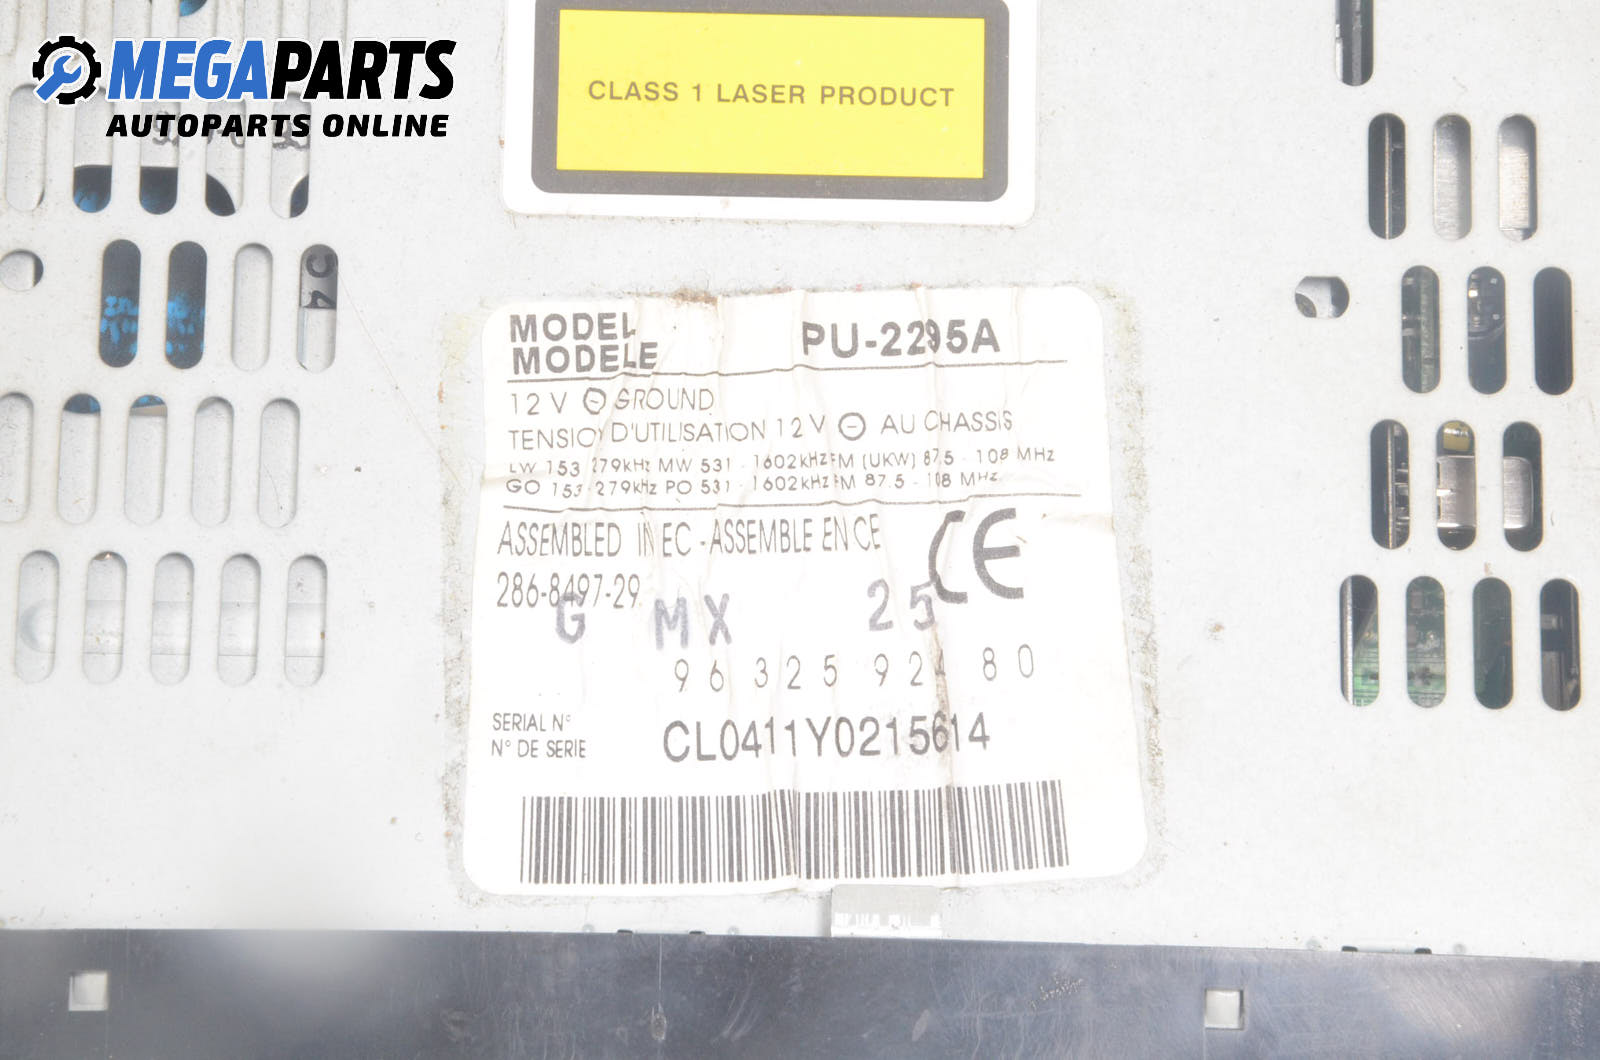 MEGAPARTS
AUTOPARTS ONLINE
CLASS 1 LASER PRODUCT
C4
MODEL
MODELE
PU-2295A
12 V ⊖ GROUND
TENSION D'UTILISATION 12 V ⊖ AU CHASSIS
LW 153-279kHz MW 531 - 1602kHz FM (UKW) 87.5 - 108 MHz
GO 153-279kHz PO 531 - 1602kHz FM 87.5 - 108 MHz
ASSEMBLED IN EC - ASSEMBLE EN CE
CE
286-8497-29
G MX 25
96 325 924 80
SERIAL N°
N° DE SERIE
CL0411Y0215614